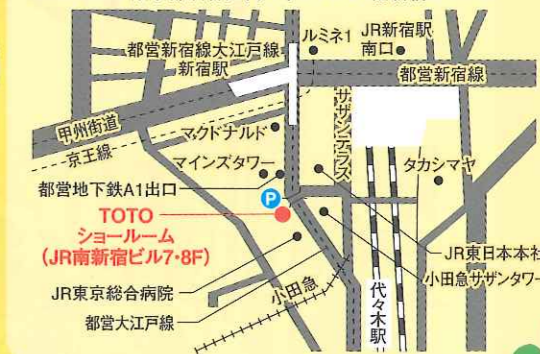 ルミネ1
JR新宿駅
南口
都営新宿線大江戸線
新宿駅
都営新宿線
甲州街道
京王線
マクドナルド
サザンテラス
マインズタワー
タカシマヤ
都営地下鉄A1出口
P
TOTO
ショールーム
(JR南新宿ビル7・8F)
JR東日本本社
小田急サザンタワー
JR東京総合病院
小田急
代々木駅
都営大江戸線